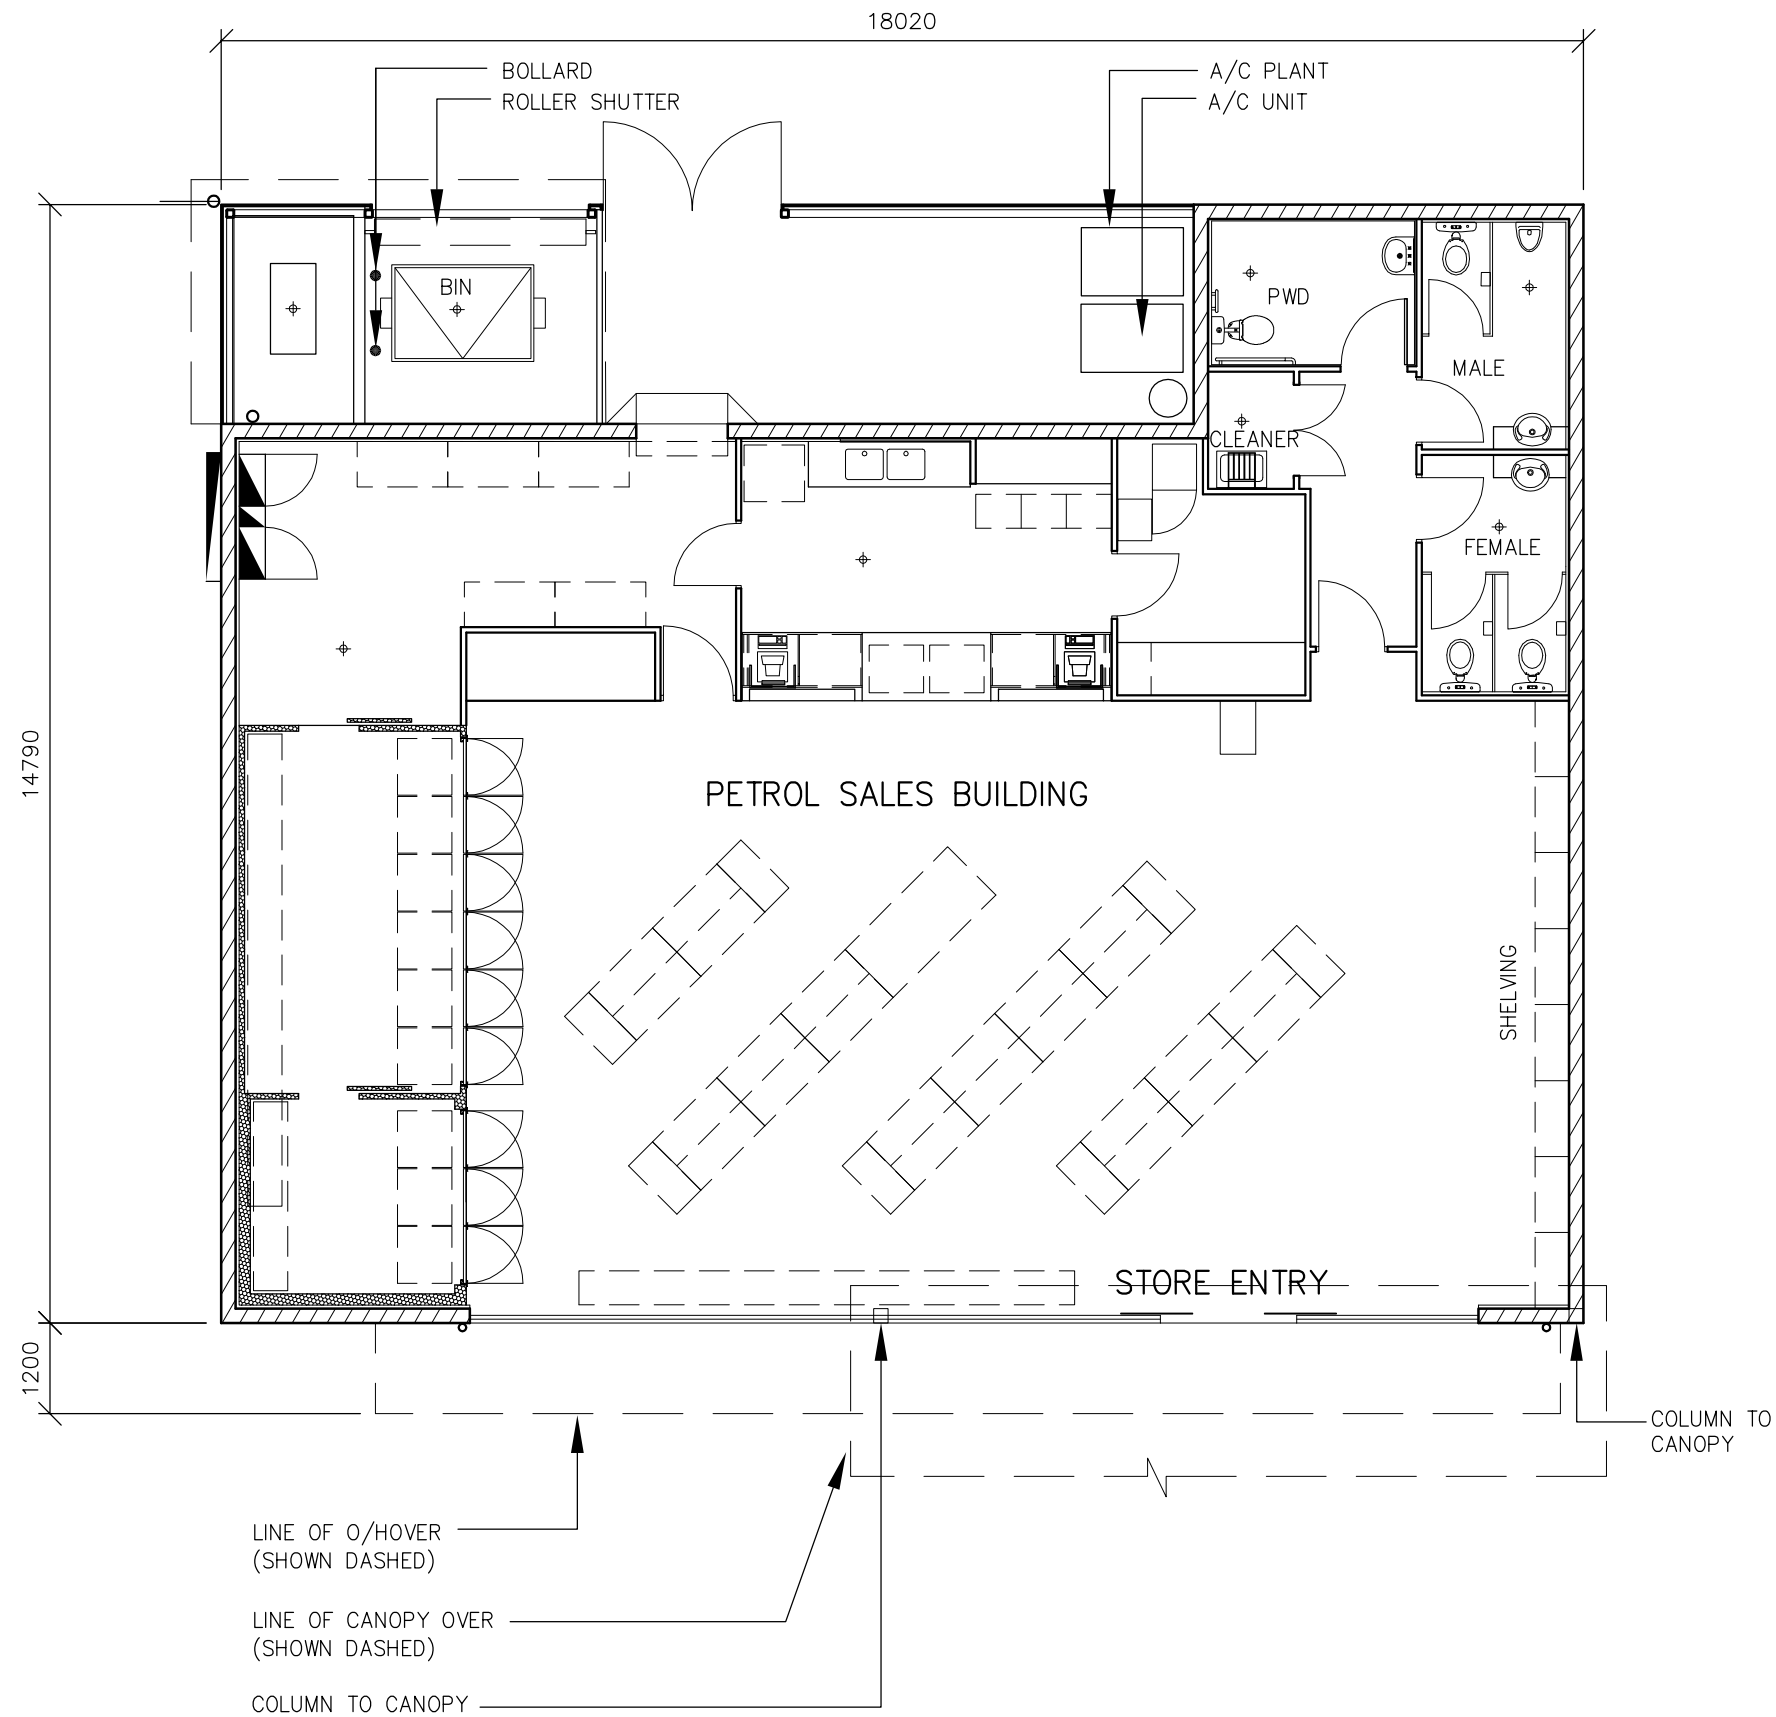 18020
BOLLARD
ROLLER SHUTTER
A/C PLANT
A/C UNIT
BIN
PWD
MALE
CLEANER
FEMALE
14790
PETROL SALES BUILDING
SHELVING
STORE ENTRY
1200
COLUMN TO
CANOPY
LINE OF O/HOVER
(SHOWN DASHED)
LINE OF CANOPY OVER
(SHOWN DASHED)
COLUMN TO CANOPY